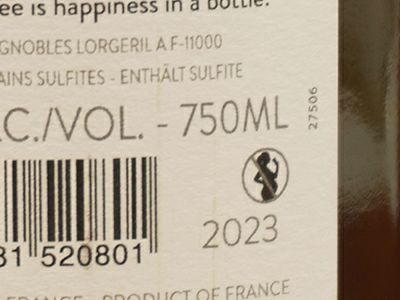 ee is happiness in a bottle.
GNOBLES LORGERIL A F-11000
AINS SULFITES - ENTHÄLT SULFITE
C./VOL. - 750ML
27506
31 520801
2023
FRANCE - PRODUCT OF FRANCE